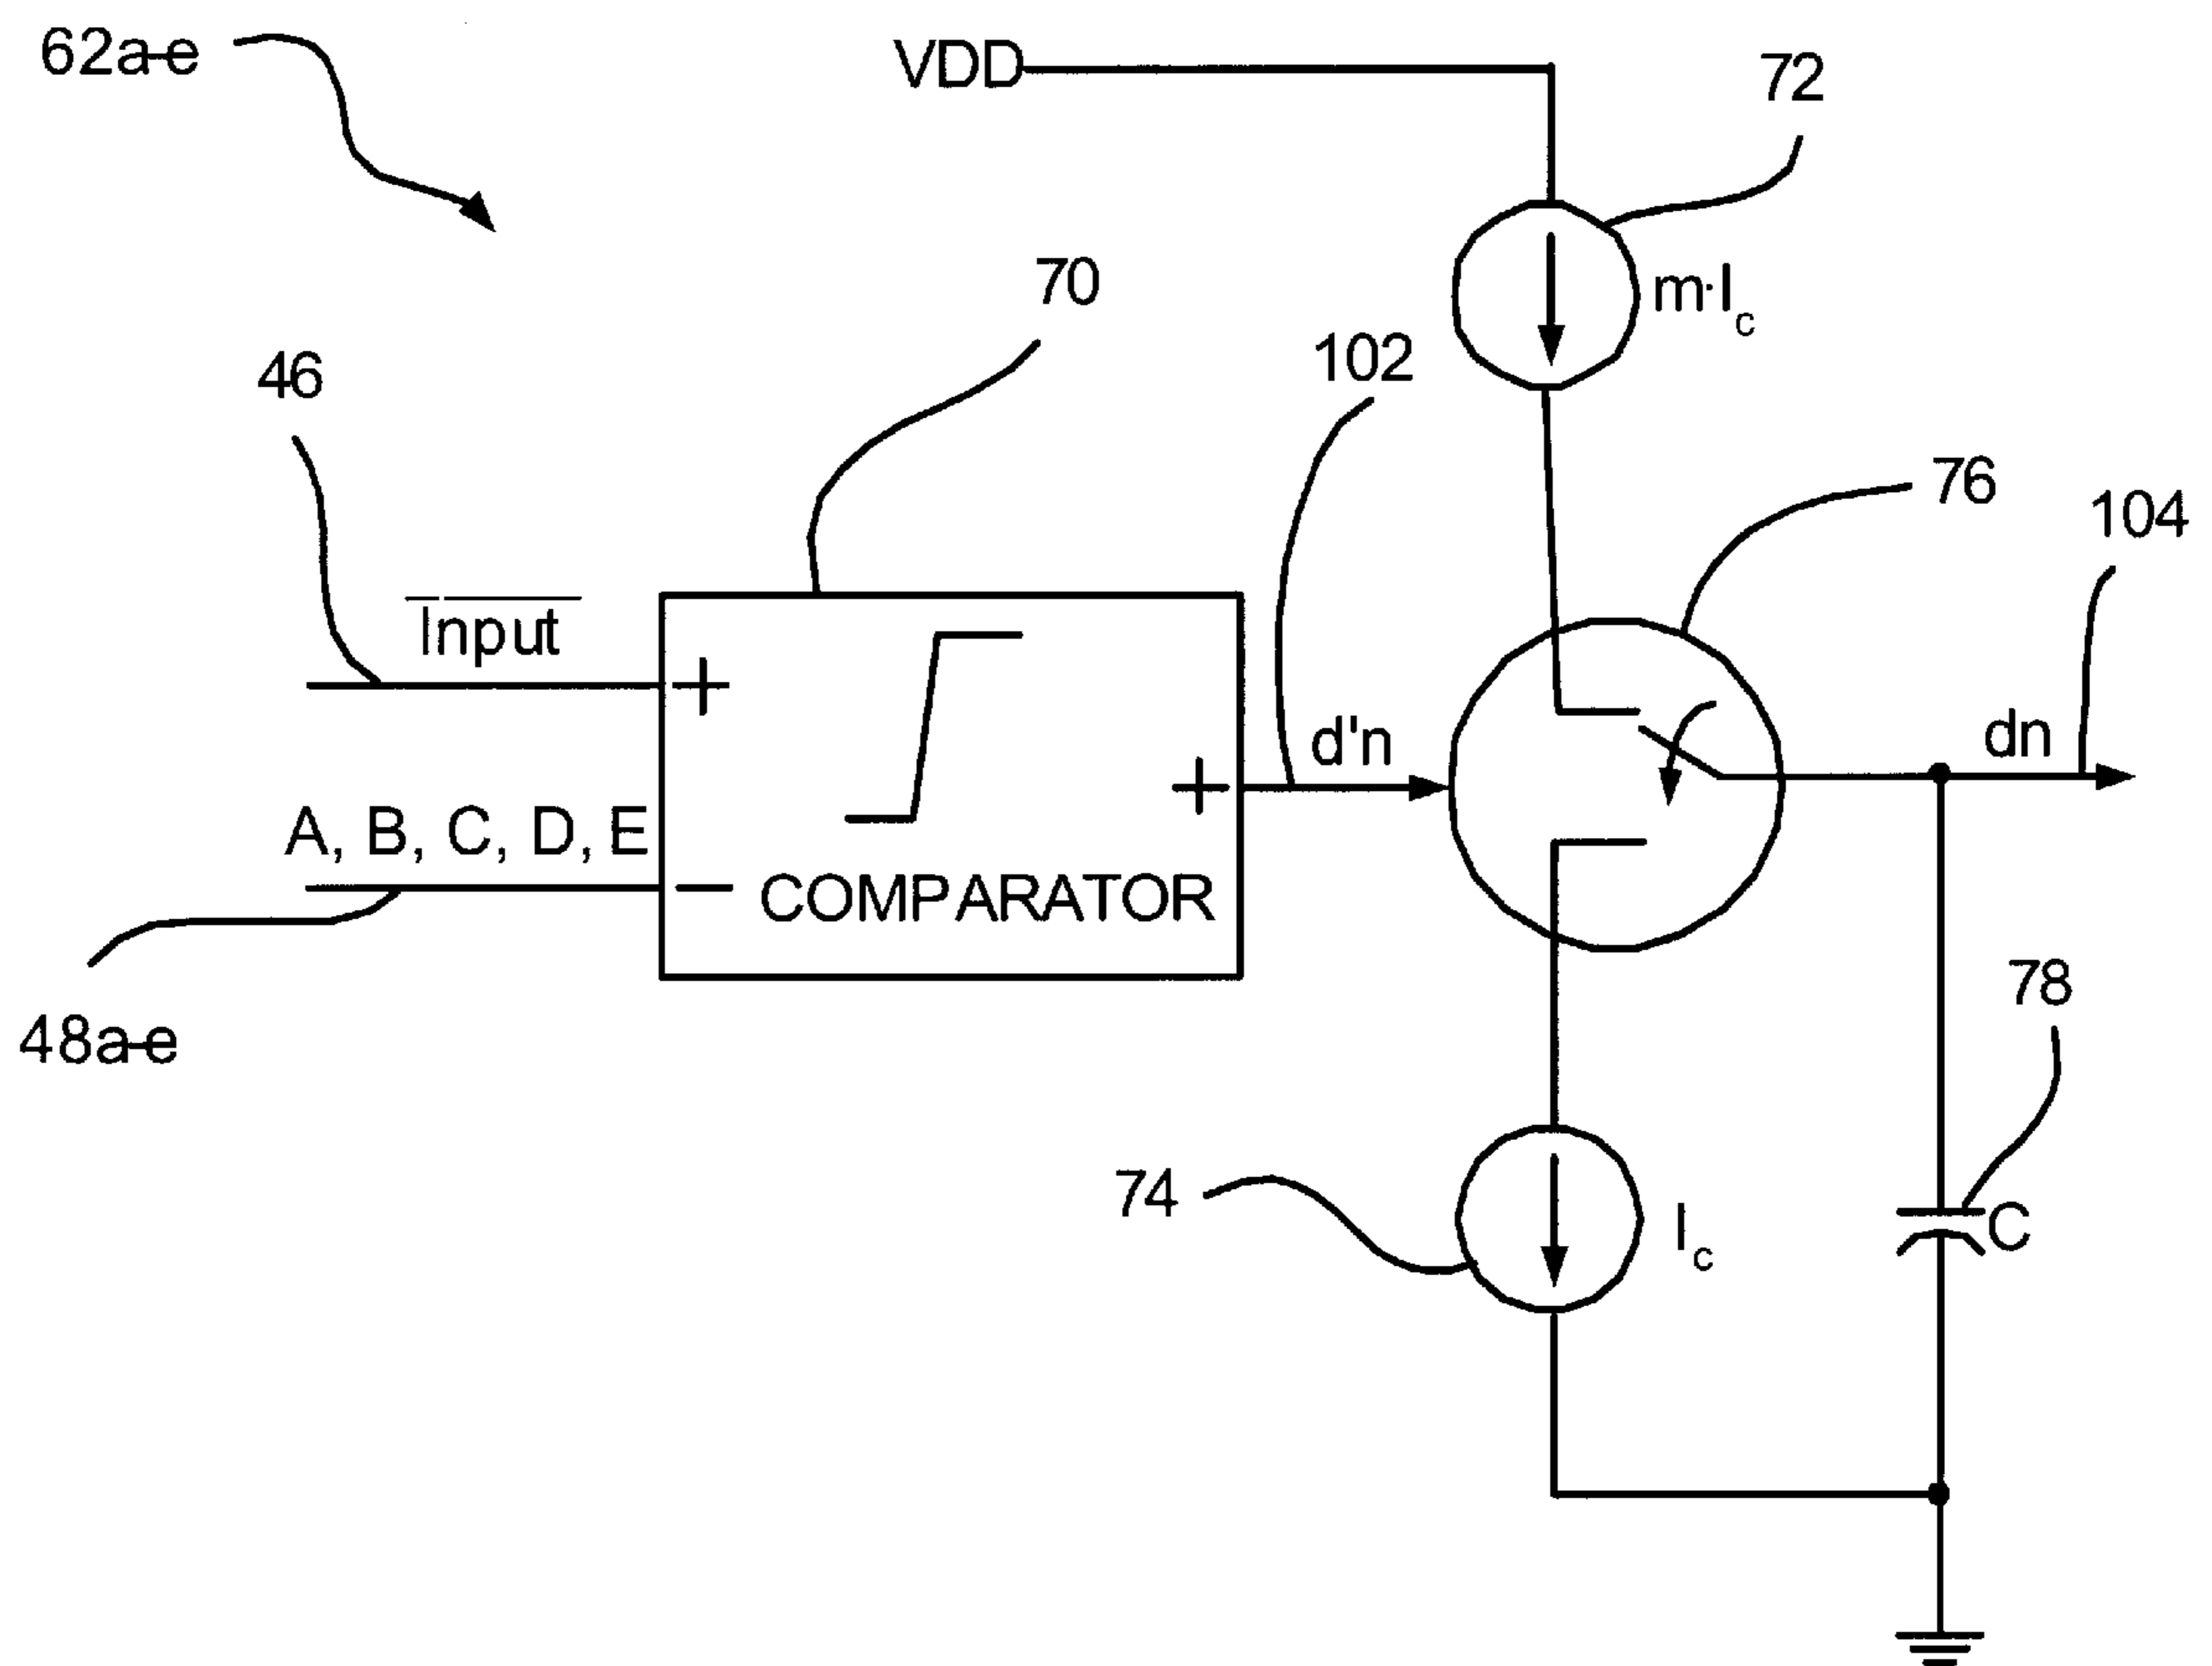 62a-e
VDD
72
70
m·Ic
102
46
76
104
Input
d'n
dn
A, B, C, D, E
COMPARATOR
78
48a-e
74
Ic
C